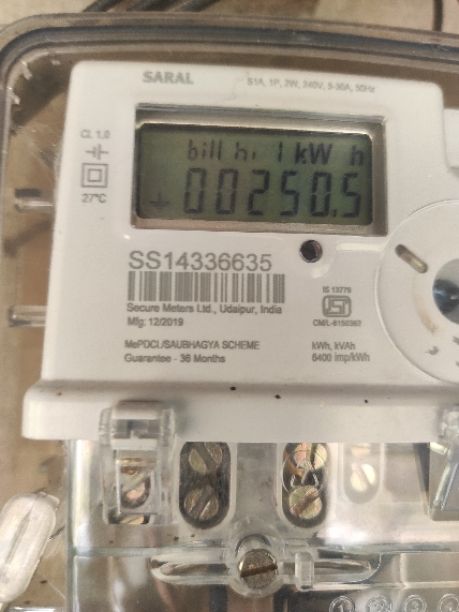 SARAL
S1A, 1P, 2W, 240V, 5-30A, 50Hz
CL 1.0
27°C
bill hi 1 kW h
00250.5
SS14336635
Secure Meters Ltd., Udaipur, India
Mfg: 12/2019
IS 13779
CM/L-8150367
MePDCL/SAUBHAGYA SCHEME
Guarantee - 36 Months
kWh, kVAh
6400 imp/kWh